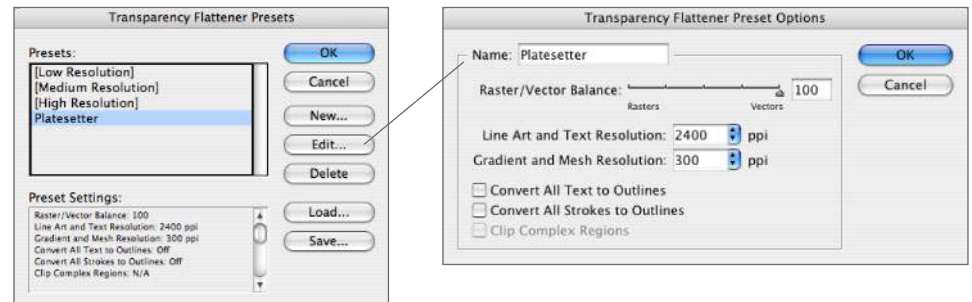 Transparency Flattener Presets
Presets:
[Low Resolution]
[Medium Resolution]
[High Resolution]
Platesetter
OK
Cancel
New...
Edit...
Delete
Load...
Save...
Preset Settings:
Raster/Vector Balance: 100
Line Art and Text Resolution: 2400 ppi
Gradient and Mesh Resolution: 300 ppi
Convert All Text to Outlines: Off
Convert All Strokes to Outlines: Off
Clip Complex Regions: N/A
Transparency Flattener Preset Options
Name: Platesetter
Raster/Vector Balance: 100
Rasters Vectors
Line Art and Text Resolution: 2400 ppi
Gradient and Mesh Resolution: 300 ppi
Convert All Text to Outlines
Convert All Strokes to Outlines
Clip Complex Regions
OK
Cancel